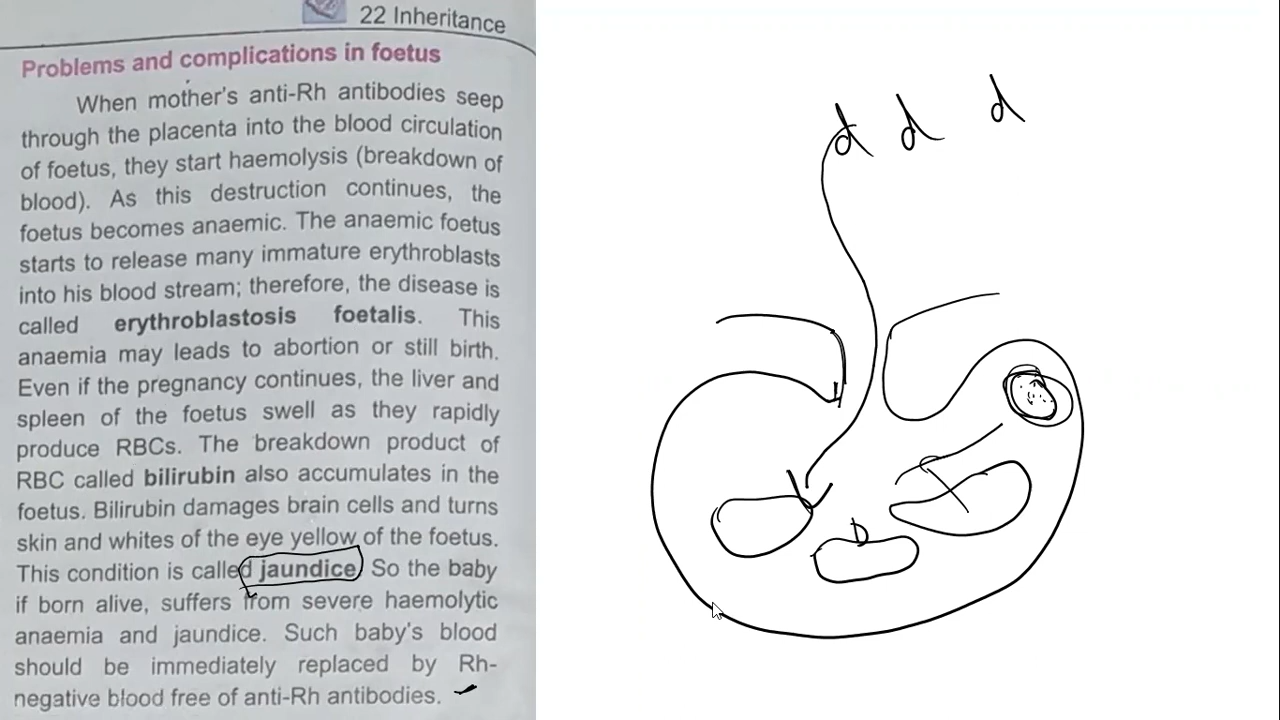 22 Inheritance
Problems and complications in foetus
When mother's anti-Rh antibodies seep
through the placenta into the blood circulation
of foetus, they start haemolysis (breakdown of
blood). As this destruction continues, the
foetus becomes anaemic. The anaemic foetus
starts to release many immature erythroblasts
into his blood stream; therefore, the disease is
called erythroblastosis foetalis. This
anaemia may leads to abortion or still birth.
Even if the pregnancy continues, the liver and
spleen of the foetus swell as they rapidly
produce RBCs. The breakdown product of
RBC called bilirubin also accumulates in the
foetus. Bilirubin damages brain cells and turns
skin and whites of the eye yellow of the foetus.
This condition is called jaundice. So the baby
if born alive, suffers from severe haemolytic
anaemia and jaundice. Such baby's blood
should be immediately replaced by Rh-
negative blood free of anti-Rh antibodies.
d d d
D